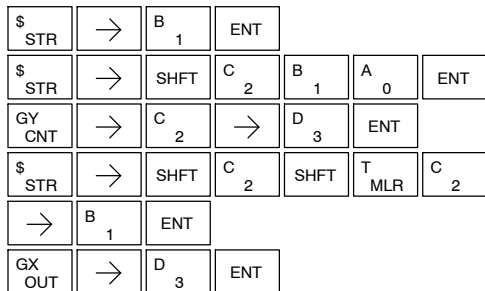 $ STR → B 1 ENT
$ STR → SHFT C 2 B 1 A 0 ENT
GY CNT → C 2 → D 3 ENT
$ STR → SHFT C 2 SHFT T MLR C 2
→ B 1 ENT
GX OUT → D 3 ENT